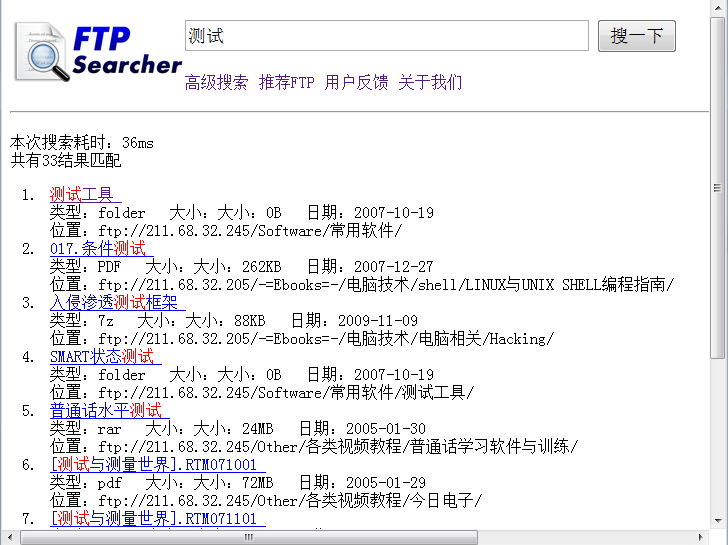 FTP
Searcher
测试
搜一下
高级搜索 推荐FTP 用户反馈 关于我们
本次搜索耗时：36ms
共有33结果匹配
1. 测试工具
类型：folder 大小：大小：0B 日期：2007-10-19
位置：ftp://211.68.32.245/Software/常用软件/
2. 017.条件测试
类型：PDF 大小：大小：262KB 日期：2007-12-27
位置：ftp://211.68.32.205/-=Ebooks=-/电脑技术/shell/LINUX与UNIX SHELL编程指南/
3. 入侵渗透测试框架
类型：7z 大小：大小：88KB 日期：2009-11-09
位置：ftp://211.68.32.205/-=Ebooks=-/电脑技术/电脑相关/Hacking/
4. SMART状态测试
类型：folder 大小：大小：0B 日期：2007-10-19
位置：ftp://211.68.32.245/Software/常用软件/测试工具/
5. 普通话水平测试
类型：rar 大小：大小：24MB 日期：2005-01-30
位置：ftp://211.68.32.245/Other/各类视频教程/普通话学习软件与训练/
6. [测试与测量世界].RTM071001
类型：pdf 大小：大小：72MB 日期：2005-01-29
位置：ftp://211.68.32.245/Other/各类视频教程/今日电子/
7. [测试与测量世界].RTM071101